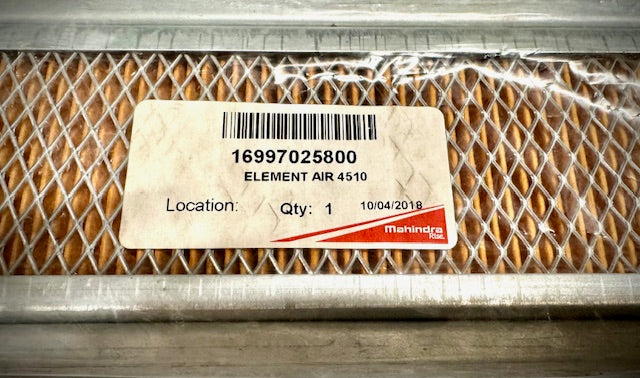 16997025800
ELEMENT AIR 4510
Location: Qty: 1 10/04/2018
Mahindra
Rise.